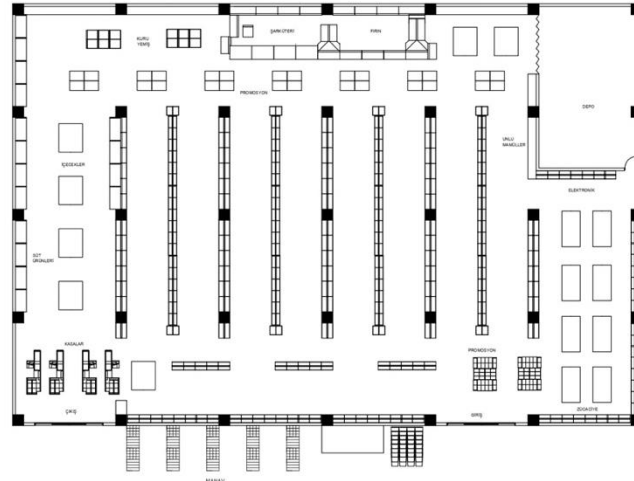 KURU
YEMİŞ
ŞARKÜTERİ
FIRIN
PROMOSYON
DEPO
UNLU
MAMÜLLER
İÇECEKLER
ELEKTRONİK
SÜT
ÜRÜNLERİ
KASALAR
PROMOSYON
ÇIKIŞ
GİRİŞ
ZÜCCACİYE
MANAV